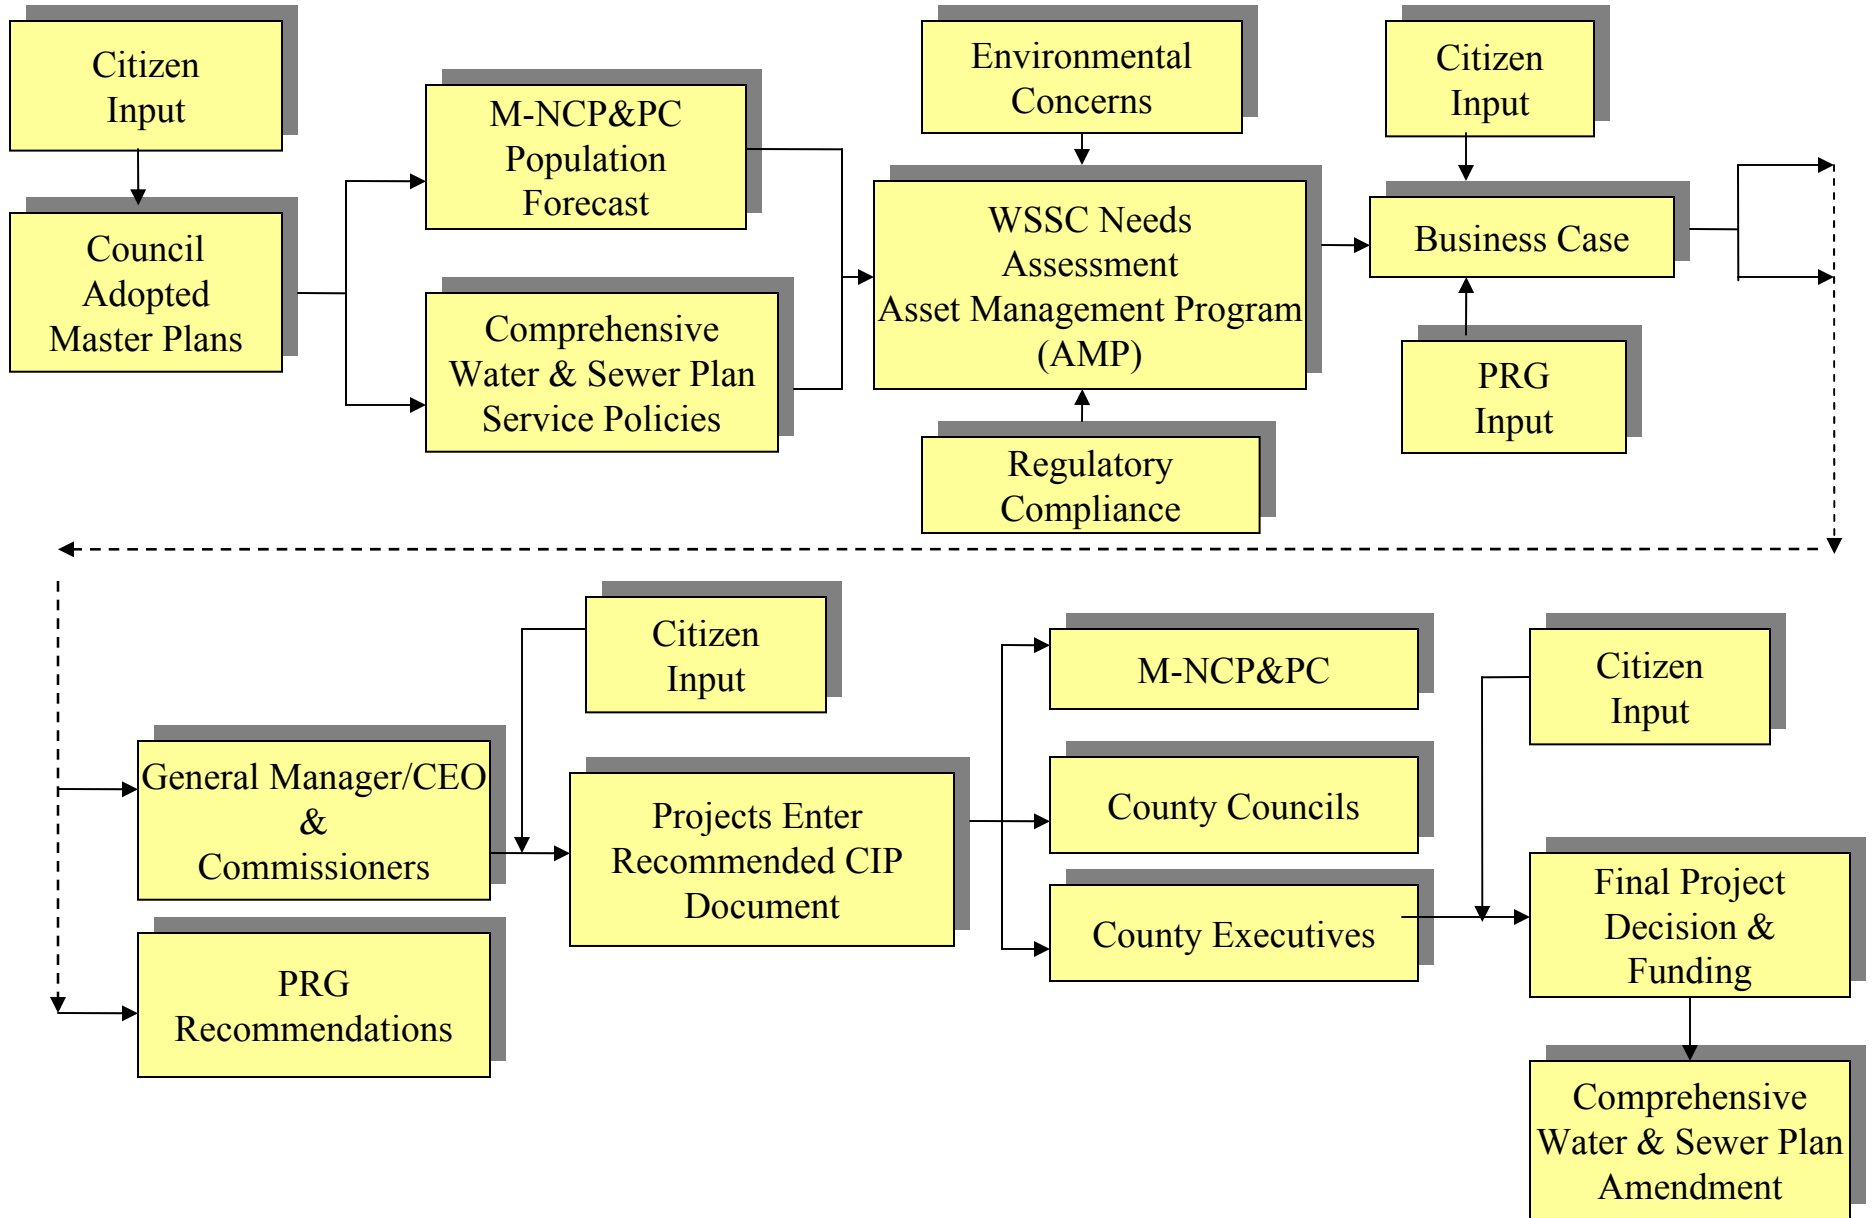 Citizen
Input
Council
Adopted
Master Plans
M-NCP&PC
Population
Forecast
Comprehensive
Water & Sewer Plan
Service Policies
Environmental
Concerns
WSSC Needs
Assessment
Asset Management Program
(AMP)
Regulatory
Compliance
Citizen
Input
Business Case
PRG
Input
General Manager/CEO
&
Commissioners
PRG
Recommendations
Citizen
Input
Projects Enter
Recommended CIP
Document
M-NCP&PC
County Councils
County Executives
Citizen
Input
Final Project
Decision &
Funding
Comprehensive
Water & Sewer Plan
Amendment